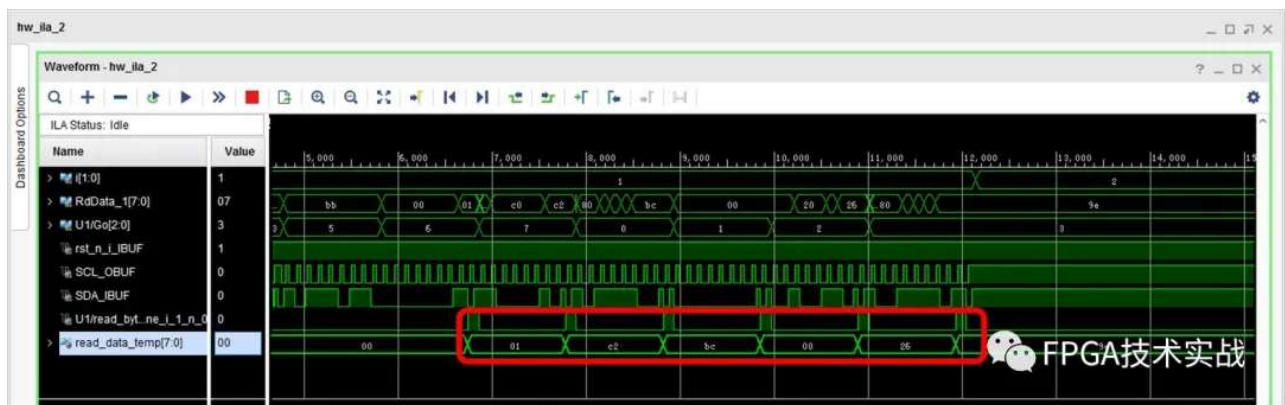 hw_ila_2
Dashboard Options
Waveform - hw_ila_2
ILA Status: Idle
Name Value
5,000 6,000 7,000 8,000 9,000 10,000 11,000 12,000 13,000 14,000 15
i[1:0] 1 1 2
RdData_1[7:0] 07 bb 00 01 c0 c2 80 bc 00 20 26 80 9e
U1/Go[2:0] 3 5 6 7 0 1 2 3
rst_n_i_IBUF 1
SCL_OBUF 0
SDA_IBUF 0
U1/read_byt...ne_i_1_n_0 0
read_data_temp[7:0] 00 00 01 c2 bc 00 26
FPGA技术实战